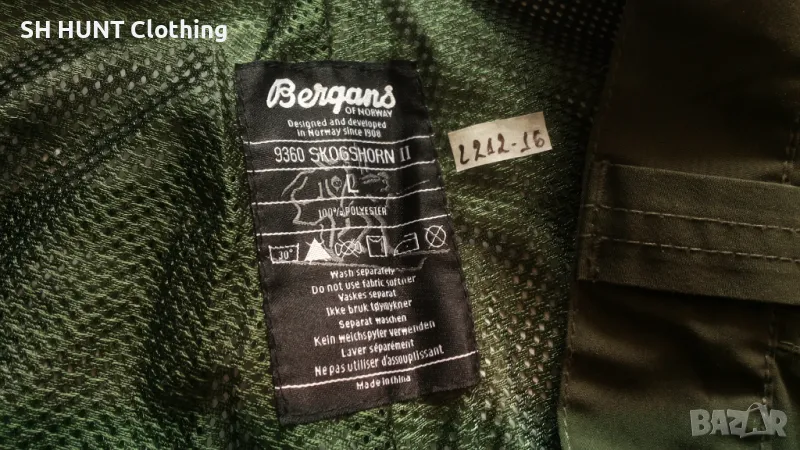 SH HUNT Clothing
Bergans
OF NORWAY
Designed and developed
in Norway since 1908
9360 SKOGSHORN II
L
100% POLYESTER
30°
Wash separately
Do not use fabric softner
Vaskes separat
Ikke bruk tøymykner
Separat waschen
Kein weichspyler verwenden
Laver séparément
Ne pas utiliser d'assouplissant
Made in China
2212-16
BAZAR